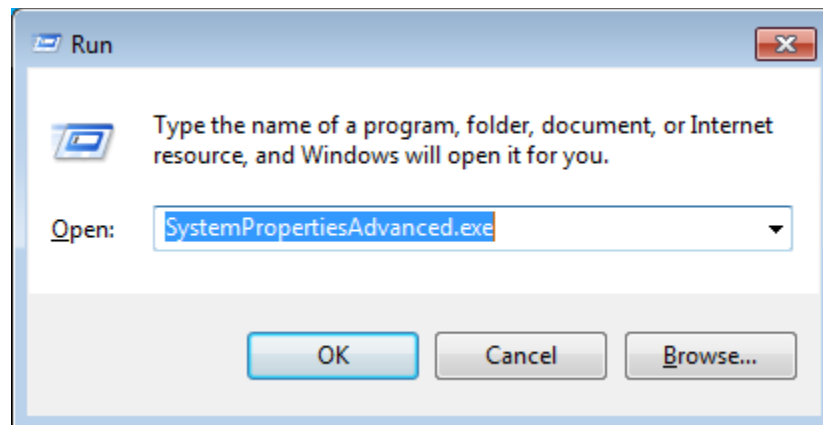 Run
Type the name of a program, folder, document, or Internet
resource, and Windows will open it for you.
Open: SystemPropertiesAdvanced.exe
OK Cancel Browse...